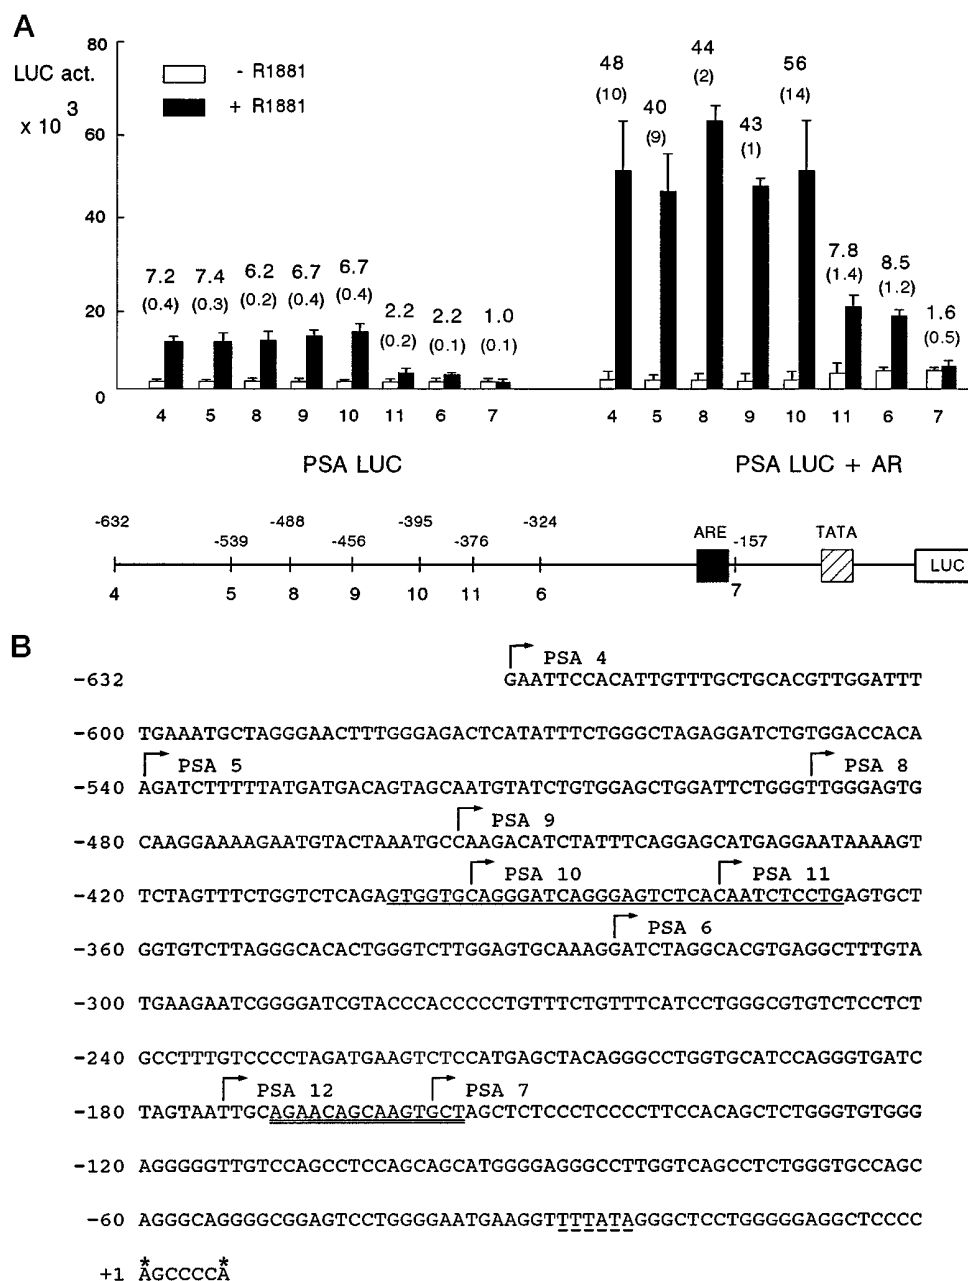 A
80
LUC act.
x 10 3
- R1881
+ R1881
60
40
20
0
7.2 7.4 6.2 6.7 6.7 2.2 2.2 1.0
(0.4) (0.3) (0.2) (0.4) (0.4) (0.2) (0.1) (0.1)
48 40 44 43 56 7.8 8.5 1.6
(10) (9) (2) (1) (14) (1.4) (1.2) (0.5)
4 5 8 9 10 11 6 7
4 5 8 9 10 11 6 7
PSA LUC
PSA LUC + AR
-632 -488 -395 -324
-539 -456 -376
ARE -157 TATA
LUC
4 5 8 9 10 11 6 7
B
PSA 4
-632 GAATTCCACATTGTTTGCTGCACGTTGGATTT
-600 TGAAATGCTAGGGAACTTTGGGAGACTCATATTTCTGGGCTAGAGGATCTGTGGACCACA
PSA 5 PSA 8
-540 AGATCTTTTTATGATGACAGTAGCAATGTATCTGTGGAGCTGGATTCTGGGTTGGGAGTG
PSA 9
-480 CAAGGAAAAGAATGTACTAAATGCCAAGACATCTATTTCAGGAGCATGAGGAATAAAAGT
PSA 10 PSA 11
-420 TCTAGTTTCTGGTCTCAGAGTGGTGCAGGGATCAGGGAGTCTCACAATCTCCTGAGTGCT
PSA 6
-360 GGTGTCTTAGGGCACACTGGGTCTTGGAGTGCAAAGGATCTAGGCACGTGAGGCTTTGTA
-300 TGAAGAATCGGGGATCGTACCCACCCCCTGTTTCTGTTTCATCCTGGGCGTGTCTCCTCT
-240 GCCTTTGTCCCCTAGATGAAGTCTCCATGAGCTACAGGGCCTGGTGCATCCAGGGTGATC
PSA 12 PSA 7
-180 TAGTAATTGCAGAACAGCAAGTGCTAGCTCTCCCTCCCCTTCCACAGCTCTGGGTGTGGG
-120 AGGGGGTTGTCCAGCCTCCAGCAGCATGGGGAGGGCCTTGGTCAGCCTCTGGGTGCCAGC
-60 AGGGCAGGGGCGGAGTCCTGGGGAATGAAGGTTTTATAGGGCTCCTGGGGGAGGCTCCCC
* *
+1 AGCCCCA